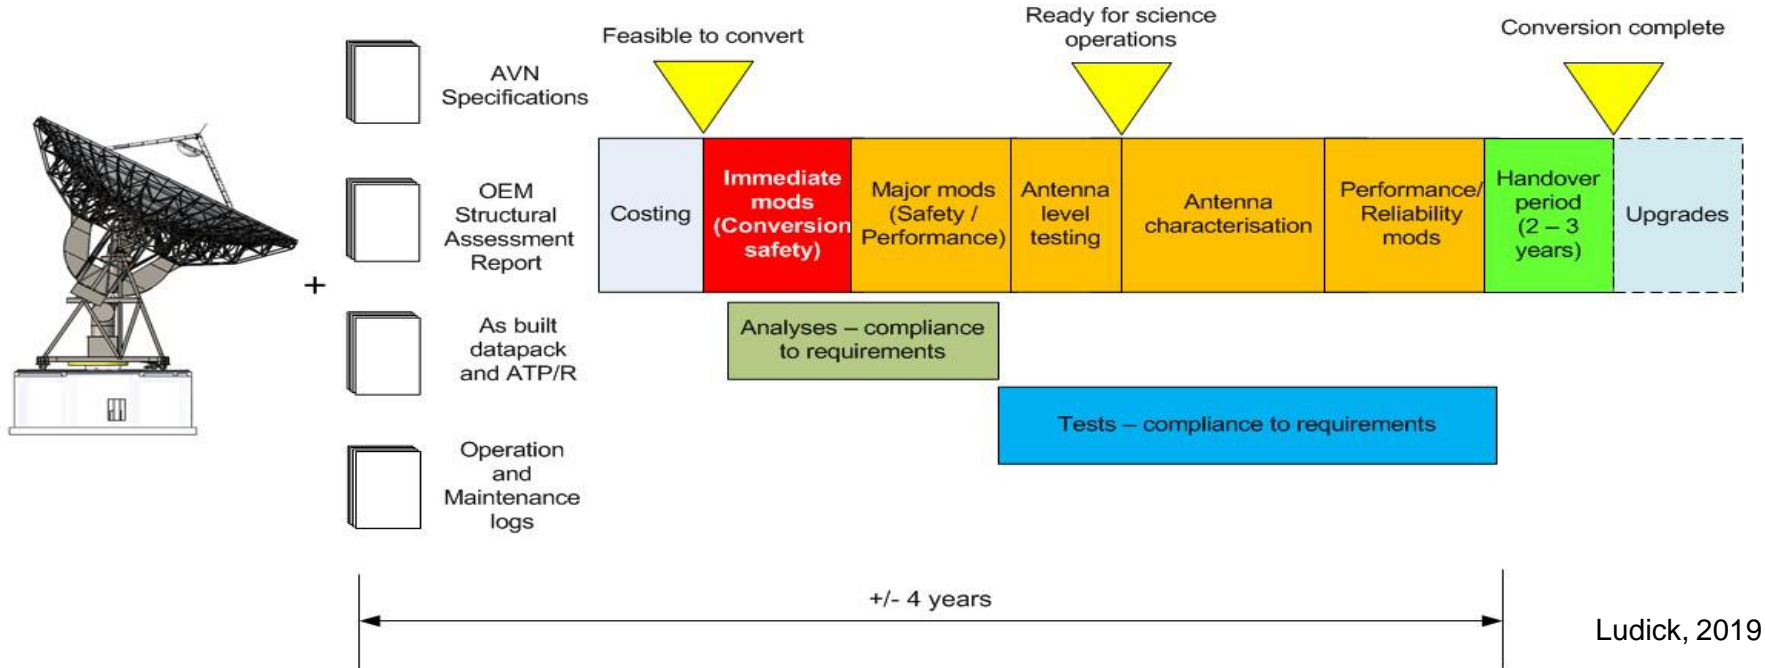 AVN
Specifications
OEM
Structural
Assessment
Report
As built
datapack
and ATP/R
Operation
and
Maintenance
logs
+
Feasible to convert
Ready for science
operations
Conversion complete
Costing
Immediate
mods
(Conversion
safety)
Major mods
(Safety /
Performance)
Antenna
level
testing
Antenna
characterisation
Performance/
Reliability
mods
Handover
period
(2 – 3
years)
Upgrades
Analyses – compliance
to requirements
Tests – compliance to requirements
+/- 4 years
Ludick, 2019